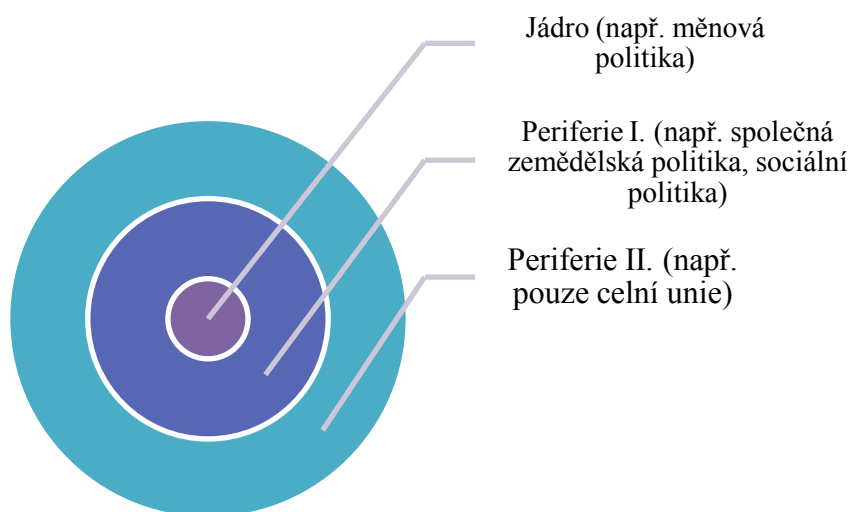 Jádro (např. měnová
politika)
Periferie I. (např. společná
zemědělská politika, sociální
politika)
Periferie II. (např.
pouze celní unie)